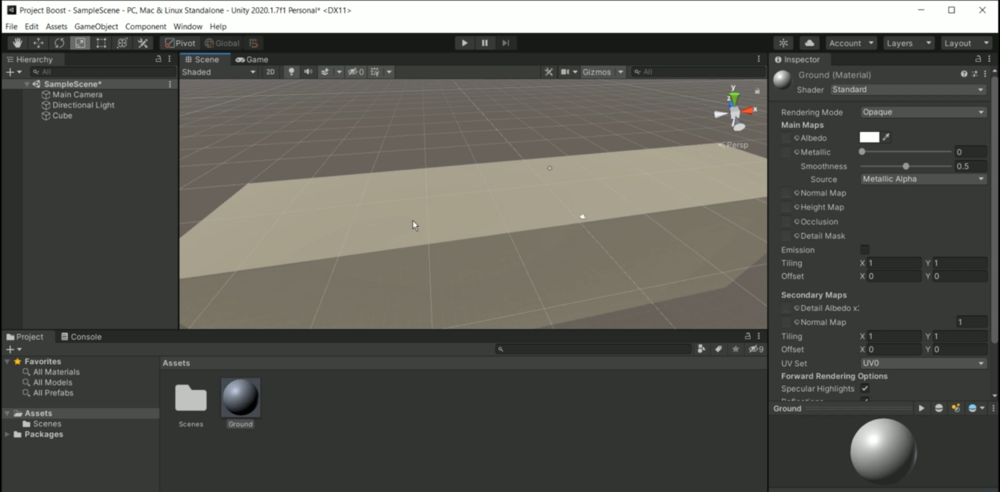 Project Boost - SampleScene - PC, Mac & Linux Standalone - Unity 2020.1.7f1 Personal* <DX11>
File Edit Assets GameObject Component Window Help
Pivot Global Account Layers Layout
Hierarchy
All
SampleScene*
Main Camera
Directional Light
Cube
Scene Game
Shaded 2D 0 Gizmos All
y
z
x
Persp
Inspector
Ground (Material)
Shader Standard
Rendering Mode Opaque
Main Maps
Albedo
Metallic 0
Smoothness 0.5
Source Metallic Alpha
Normal Map
Height Map
Occlusion
Detail Mask
Emission
Tiling X 1 Y 1
Offset X 0 Y 0
Secondary Maps
Detail Albedo x
Normal Map 1
Tiling X 1 Y 1
Offset X 0 Y 0
UV Set UV0
Forward Rendering Options
Specular Highlights
Ground
Project Console
9
Favorites
All Materials
All Models
All Prefabs
Assets
Scenes
Packages
Assets
Scenes Ground